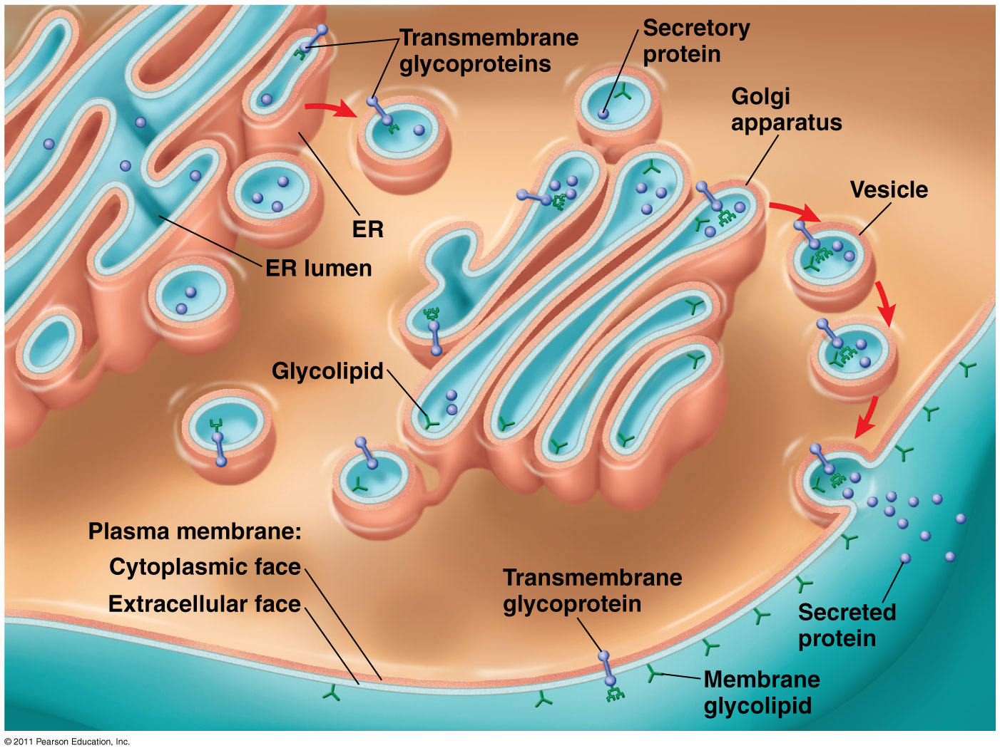 Transmembrane
glycoproteins
Secretory
protein
Golgi
apparatus
Vesicle
ER
ER lumen
Glycolipid
Plasma membrane:
Cytoplasmic face
Extracellular face
Transmembrane
glycoprotein
Secreted
protein
Membrane
glycolipid
© 2011 Pearson Education, Inc.